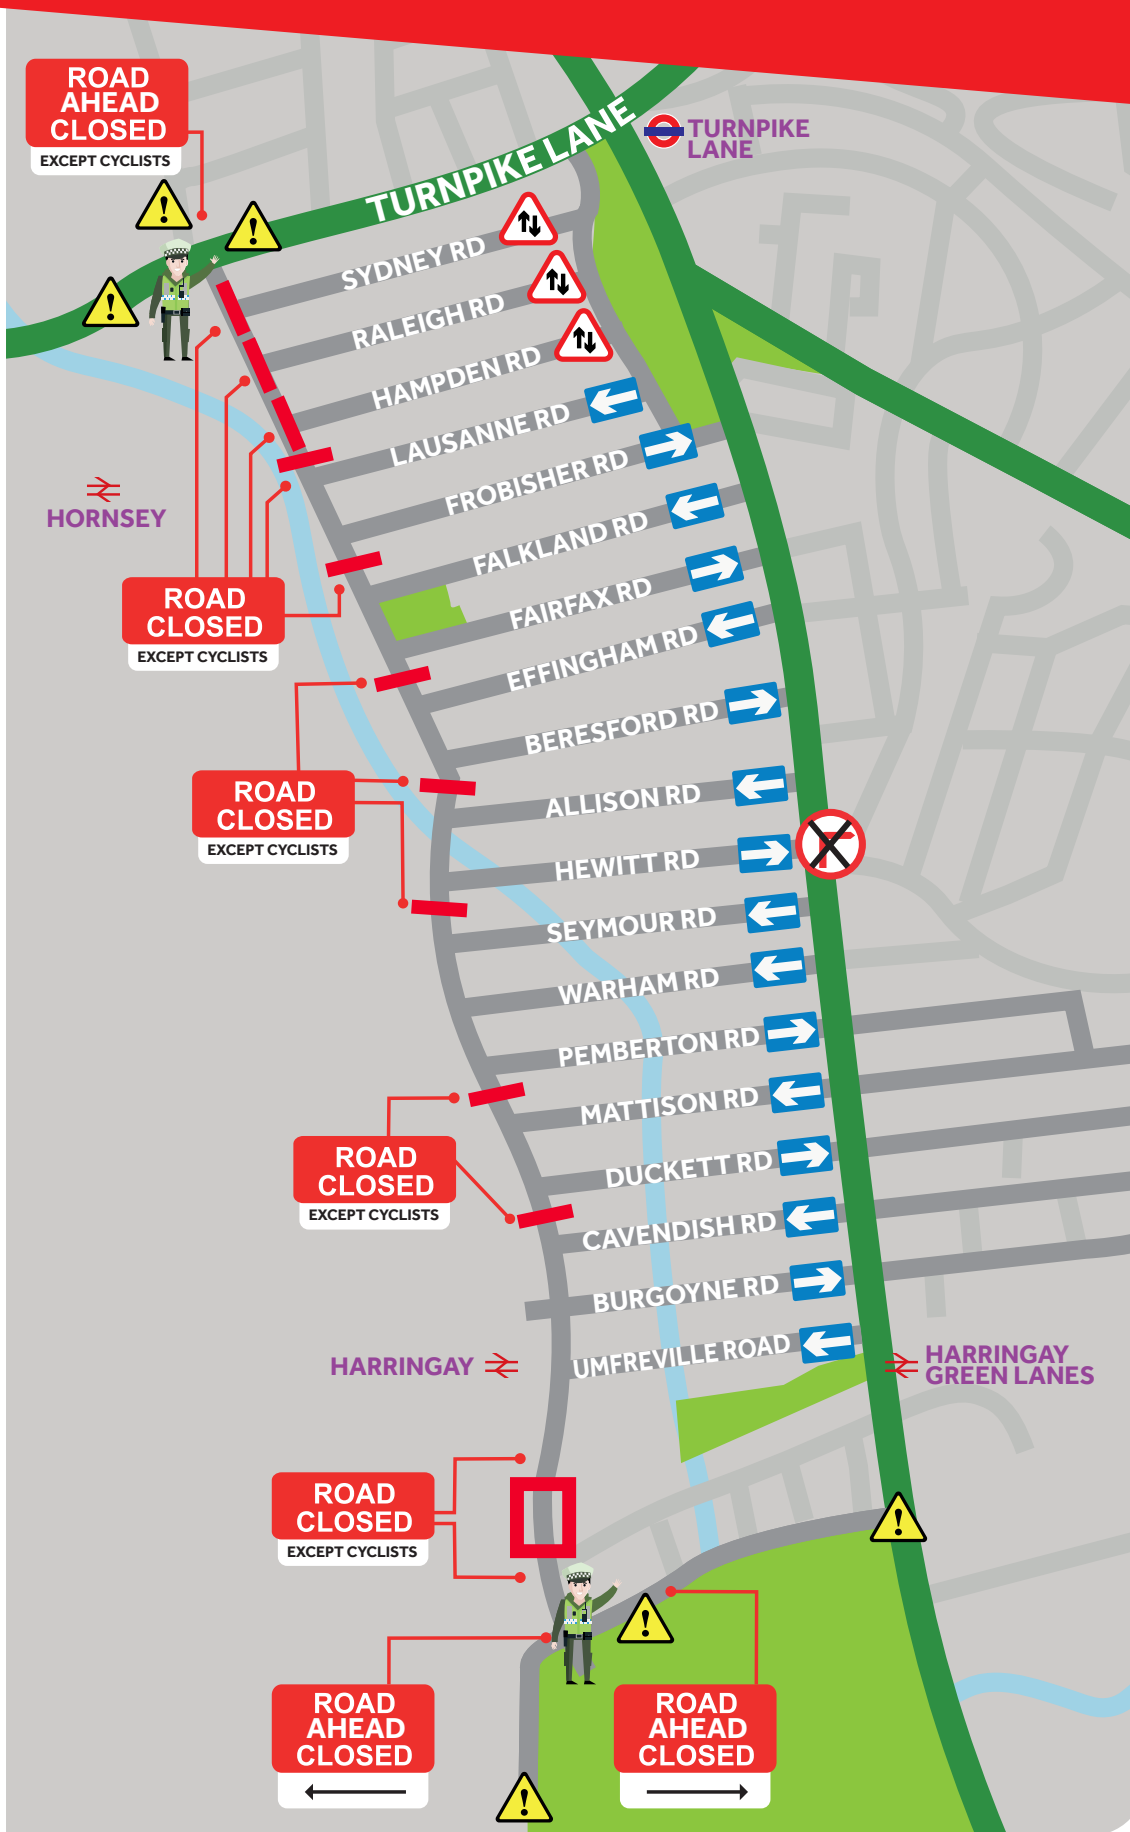 ROAD
AHEAD
CLOSED
EXCEPT CYCLISTS
TURNPIKE LANE
TURNPIKE
LANE
SYDNEY RD
RALEIGH RD
HAMPDEN RD
LAUSANNE RD
FROBISHER RD
HORNSEY
FALKLAND RD
FAIRFAX RD
ROAD
CLOSED
EXCEPT CYCLISTS
EFFINGHAM RD
BERESFORD RD
ROAD
CLOSED
EXCEPT CYCLISTS
ALLISON RD
HEWITT RD
SEYMOUR RD
WARHAM RD
PEMBERTON RD
MATTISON RD
ROAD
CLOSED
EXCEPT CYCLISTS
DUCKETT RD
CAVENDISH RD
BURGOYNE RD
UMFREVILLE ROAD
HARRINGAY
HARRINGAY
GREEN LANES
ROAD
CLOSED
EXCEPT CYCLISTS
ROAD
AHEAD
CLOSED
ROAD
AHEAD
CLOSED